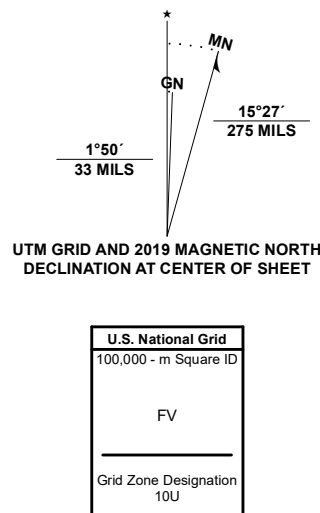 ★
MN
GN
15°27´
275 MILS
1°50´
33 MILS
UTM GRID AND 2019 MAGNETIC NORTH
DECLINATION AT CENTER OF SHEET
U.S. National Grid
100,000 - m Square ID
FV
Grid Zone Designation
10U